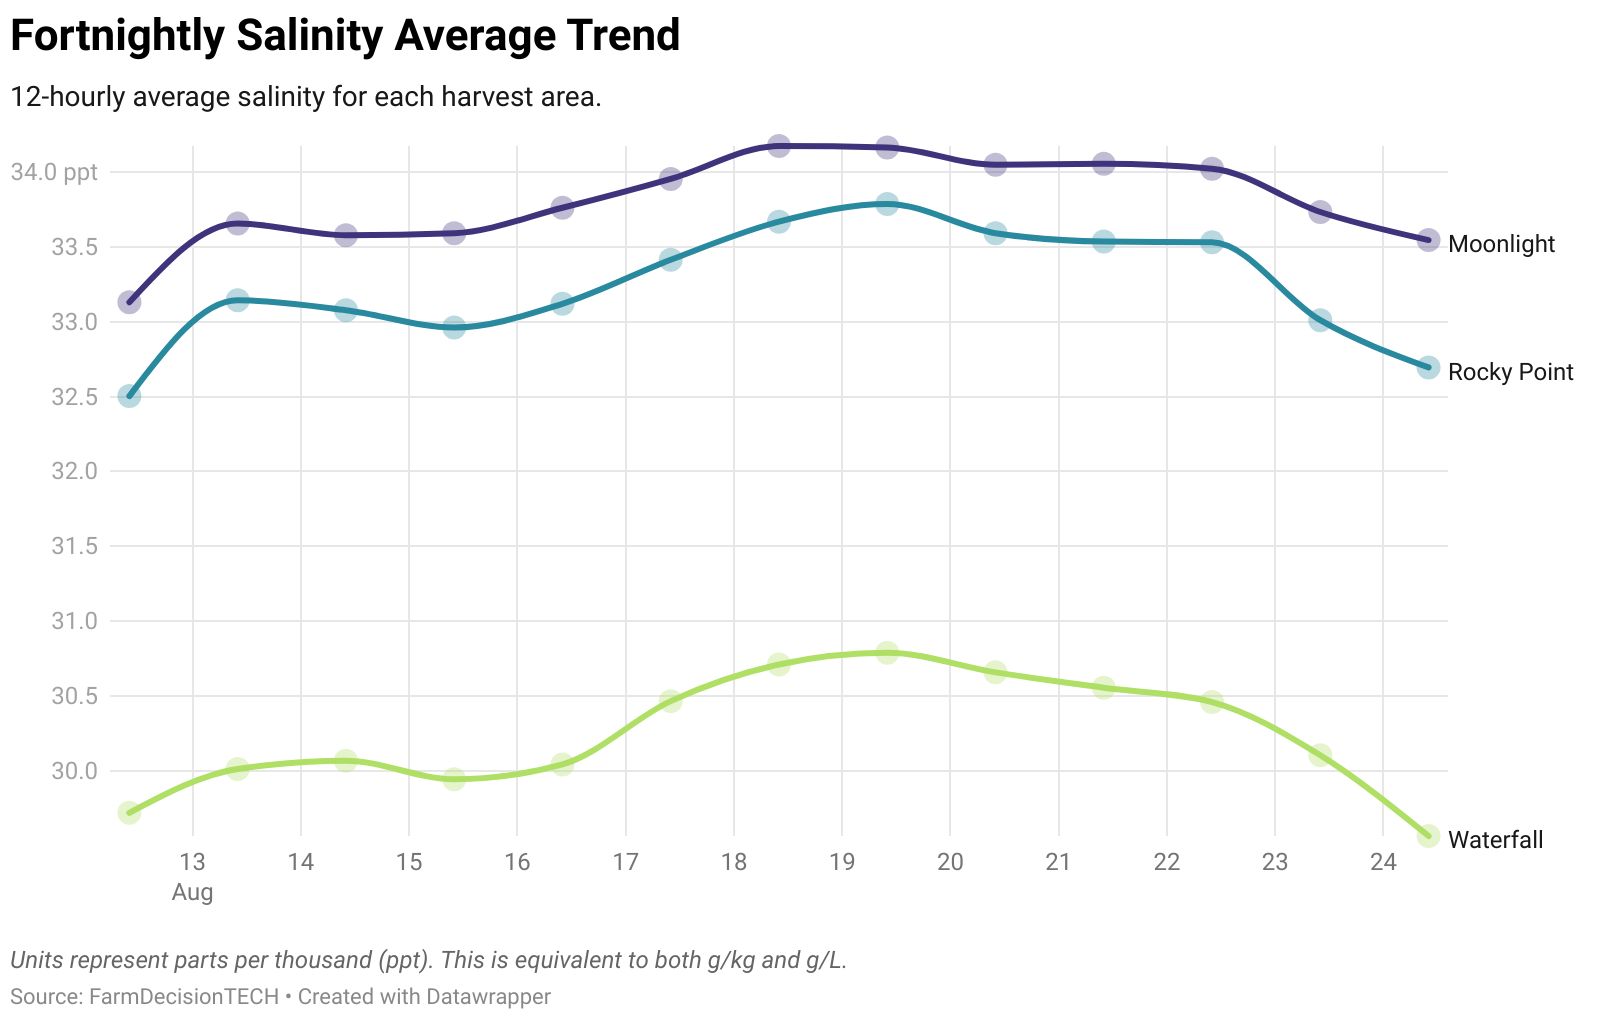 Fortnightly Salinity Average Trend
12-hourly average salinity for each harvest area.
34.0 ppt
33.5
Moonlight
33.0
Rocky Point
32.5
32.0
31.5
31.0
30.5
30.0
Waterfall
13 14 15 16 17 18 19 20 21 22 23 24
Aug
Units represent parts per thousand (ppt). This is equivalent to both g/kg and g/L.
Source: FarmDecisionTECH • Created with Datawrapper